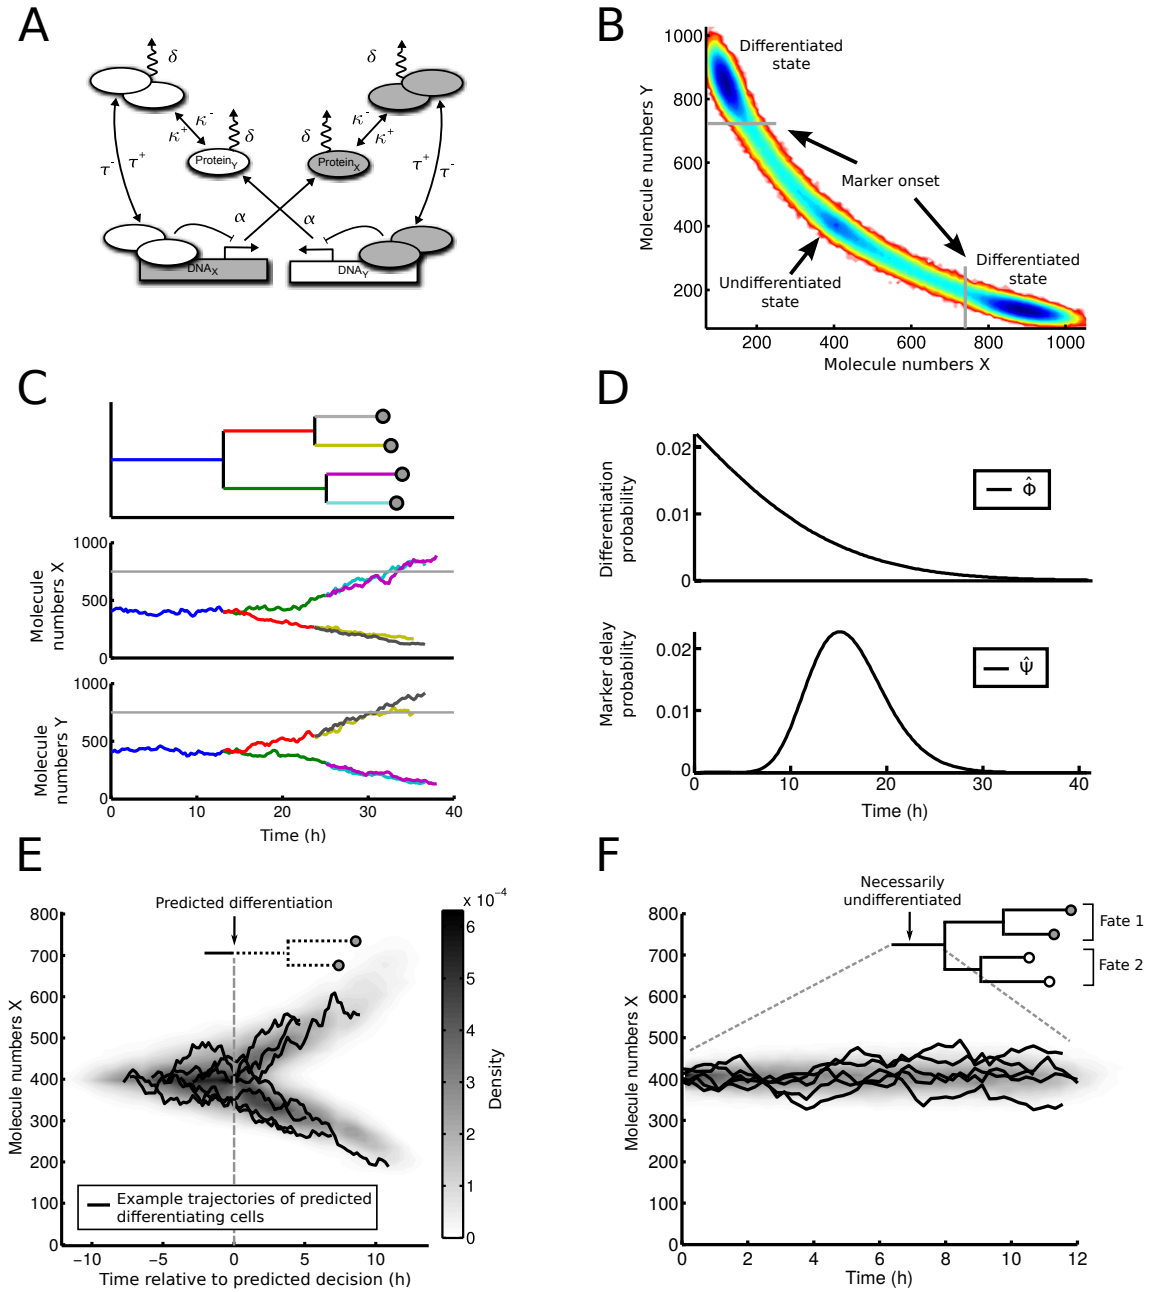 A
δ
δ
κ⁻
κ⁺
δ
δ
κ⁻
κ⁺
τ⁻
τ⁺
Protein_Y
Protein_X
τ⁺
τ⁻
α
α
DNA_X
DNA_Y
B
Molecule numbers Y
1000
800
600
400
200
Differentiated
state
Marker onset
Undifferentiated
state
Differentiated
state
200
400
600
800
1000
Molecule numbers X
C
Molecule
numbers X
1000
500
0
Molecule
numbers Y
1000
500
0
0
10
20
30
40
Time (h)
D
Differentiation
probability
0.02
0.01
0
Φ̂
Marker delay
probability
0.02
0.01
0
Ψ̂
0
10
20
30
40
Time (h)
E
Molecule numbers X
800
700
600
500
400
300
200
100
0
Predicted differentiation
Example trajectories of predicted
differentiating cells
−10
−5
0
5
10
Time relative to predicted decision (h)
x 10⁻⁴
6
5
4
3
2
1
0
Density
F
Molecule numbers X
800
700
600
500
400
300
200
100
0
Necessarily
undifferentiated
Fate 1
Fate 2
0
2
4
6
8
10
12
Time (h)